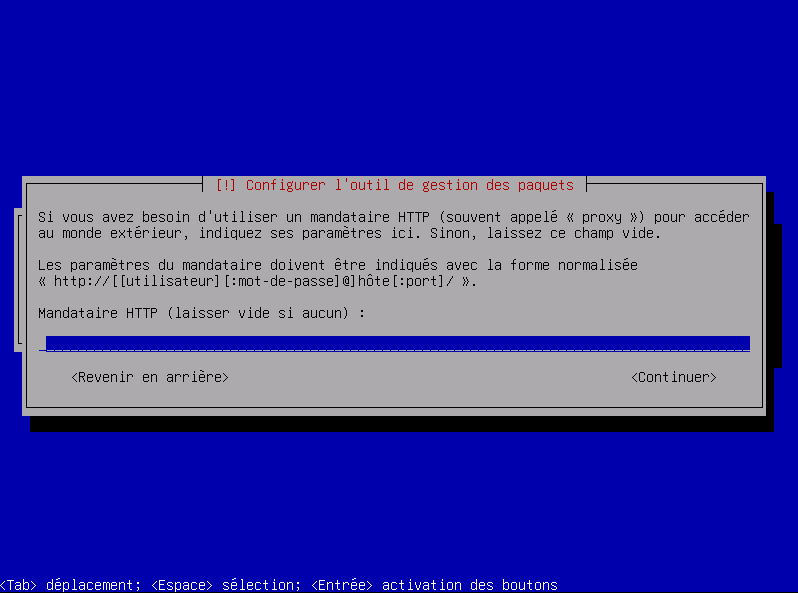 [!] Configurer l'outil de gestion des paquets
Si vous avez besoin d'utiliser un mandataire HTTP (souvent appelé « proxy ») pour accéder
au monde extérieur, indiquez ses paramètres ici. Sinon, laissez ce champ vide.
Les paramètres du mandataire doivent être indiqués avec la forme normalisée
« http://[[utilisateur][:mot-de-passe]@]hôte[:port]/ ».
Mandataire HTTP (laisser vide si aucun) :
<Revenir en arrière> <Continuer>
<Tab> déplacement; <Espace> sélection; <Entrée> activation des boutons